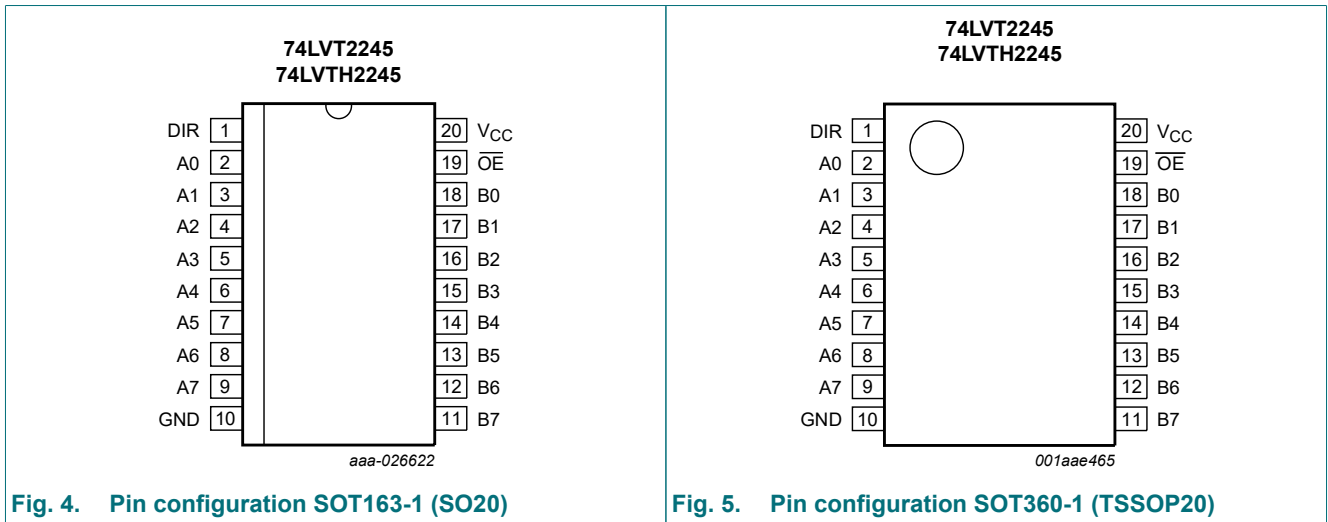 74LVT2245
74LVTH2245
DIR 1 20 VCC
A0 2 19 OE
A1 3 18 B0
A2 4 17 B1
A3 5 16 B2
A4 6 15 B3
A5 7 14 B4
A6 8 13 B5
A7 9 12 B6
GND 10 11 B7
aaa-026622
Fig. 4. Pin configuration SOT163-1 (SO20)
74LVT2245
74LVTH2245
DIR 1 20 VCC
A0 2 19 OE
A1 3 18 B0
A2 4 17 B1
A3 5 16 B2
A4 6 15 B3
A5 7 14 B4
A6 8 13 B5
A7 9 12 B6
GND 10 11 B7
001aae465
Fig. 5. Pin configuration SOT360-1 (TSSOP20)